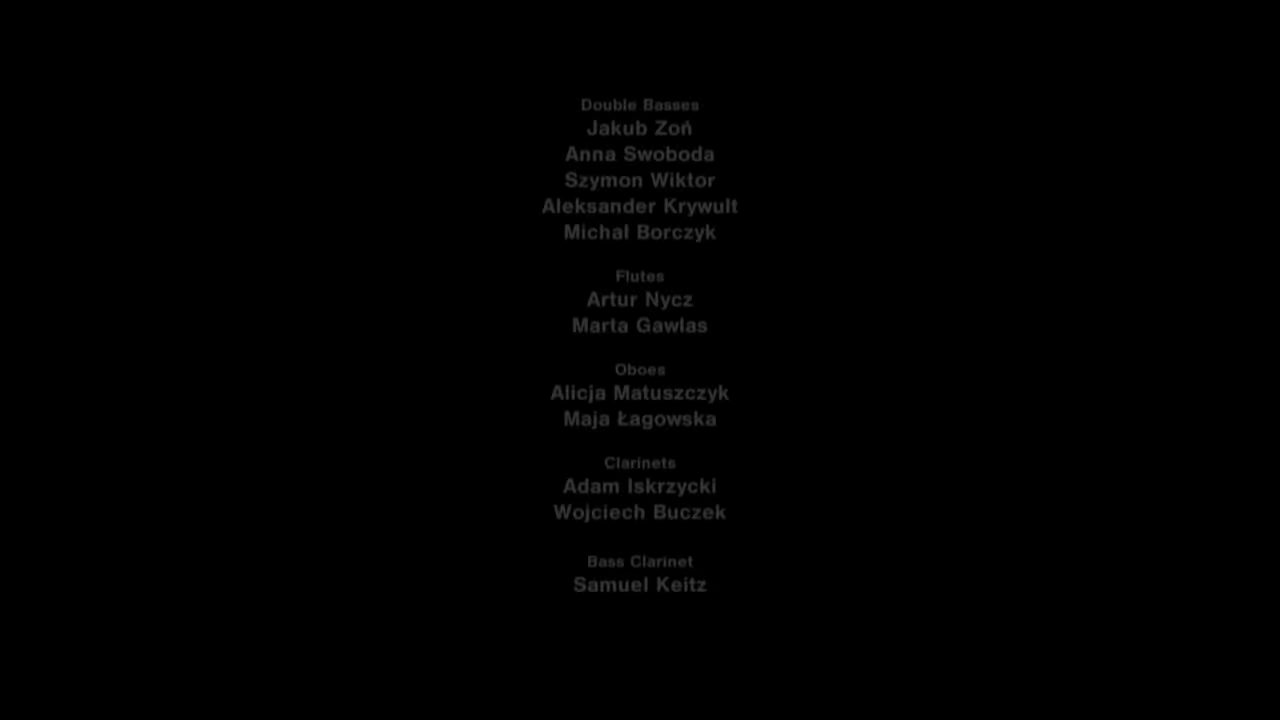 Double Basses
Jakub Zoń
Anna Swoboda
Szymon Wiktor
Aleksander Krywult
Michal Borczyk
Flutes
Artur Nycz
Marta Gawlas
Oboes
Alicja Matuszczyk
Maja Łagowska
Clarinets
Adam Iskrzycki
Wojciech Buczek
Bass Clarinet
Samuel Keitz